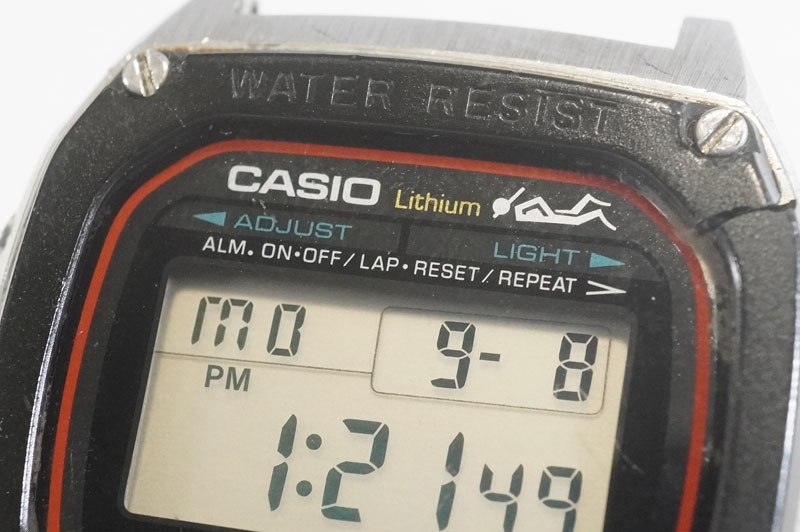 WATER RESIST
CASIO Lithium
◀ ADJUST LIGHT ▶
ALM. ON•OFF/LAP•RESET/REPEAT >
MO 9- 8
PM
1:21 49